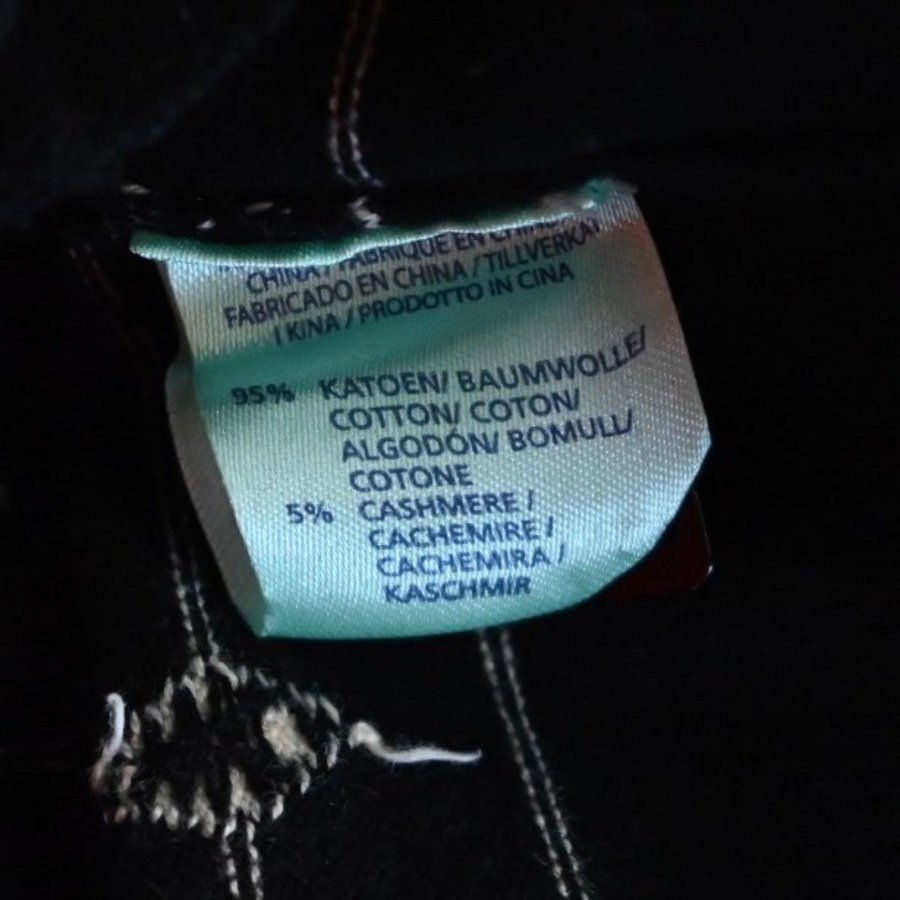 CHINA / FABRIQUÉ EN CHINE
FABRICADO EN CHINA / TILLVERKAT
I KINA / PRODOTTO IN CINA
95% KATOEN/ BAUMWOLLE/
COTTON/ COTON/
ALGODÓN/ BOMULL/
COTONE
5% CASHMERE /
CACHEMIRE /
CACHEMIRA /
KASCHMIR